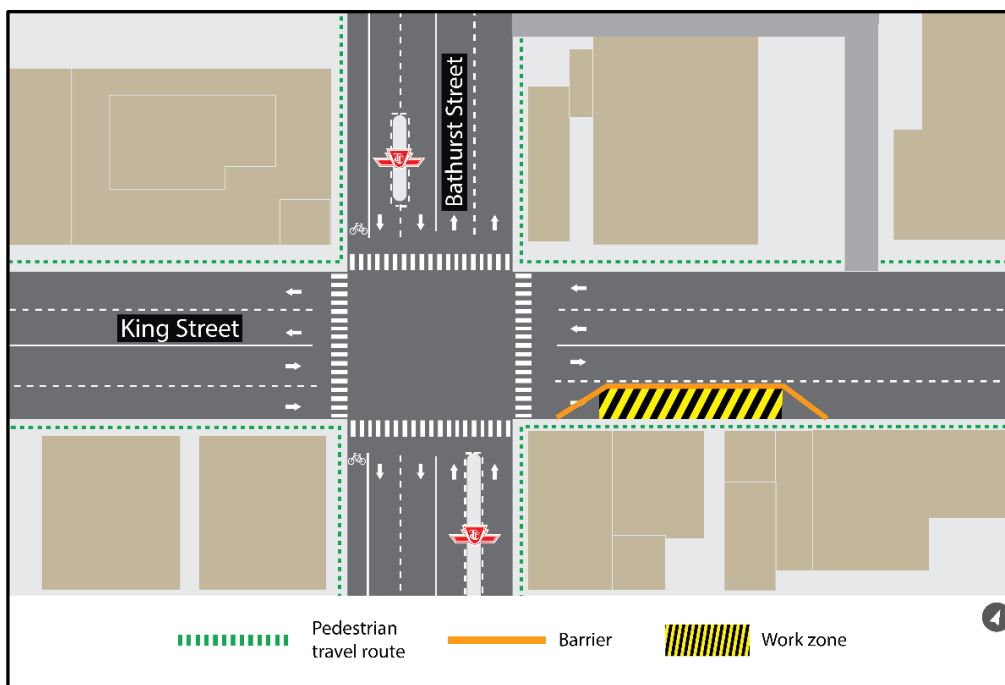 Bathurst Street
King Street
Pedestrian
travel route
Barrier
Work zone